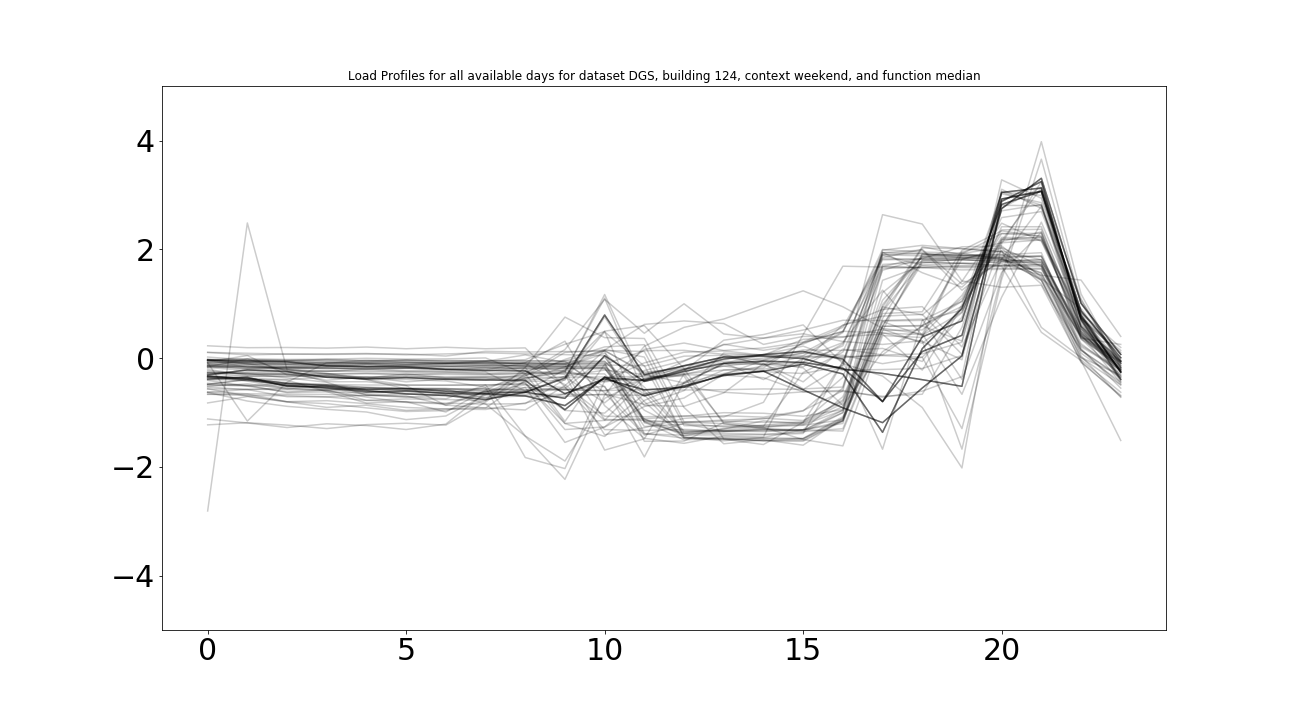 Load Profiles for all available days for dataset DGS, building 124, context weekend, and function median
4
2
0
−2
−4
0 5 10 15 20